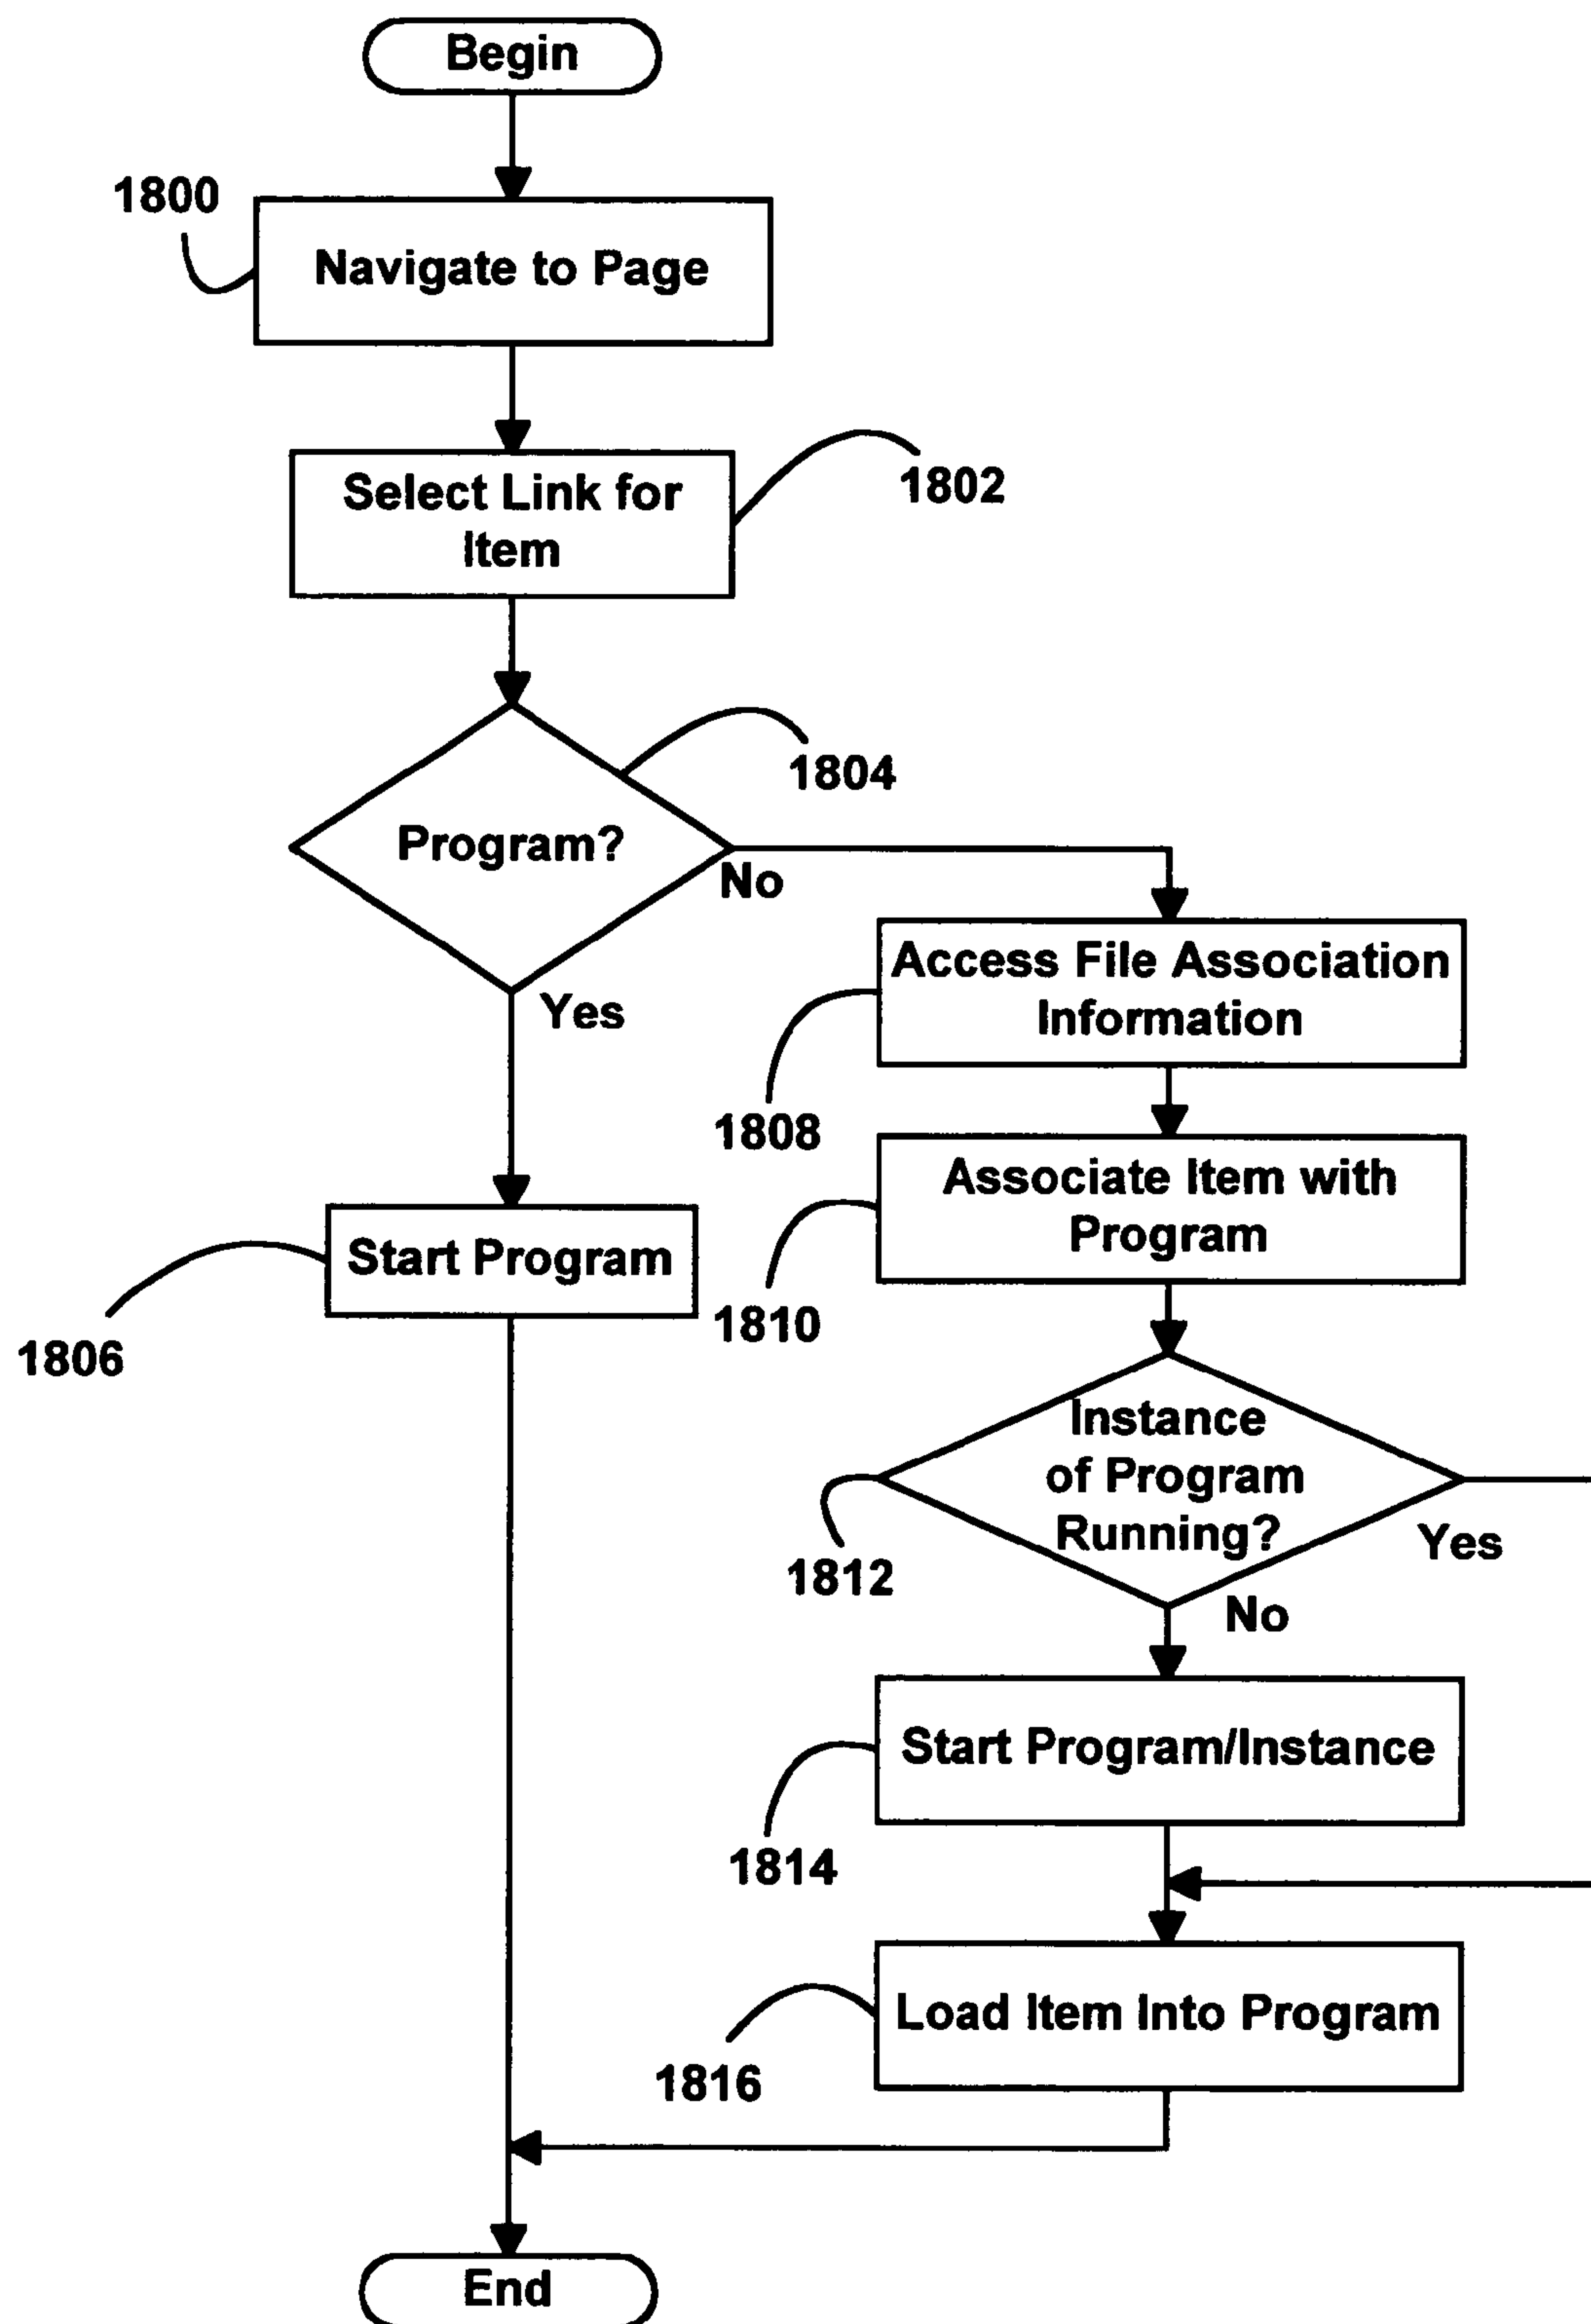 Begin
1800
Navigate to Page
Select Link for
Item
1802
1804
Program?
No
Yes
Access File Association
Information
1808
Associate Item with
Program
1810
Start Program
1806
Instance
of Program
Running?
Yes
1812
No
Start Program/Instance
1814
Load Item Into Program
1816
End